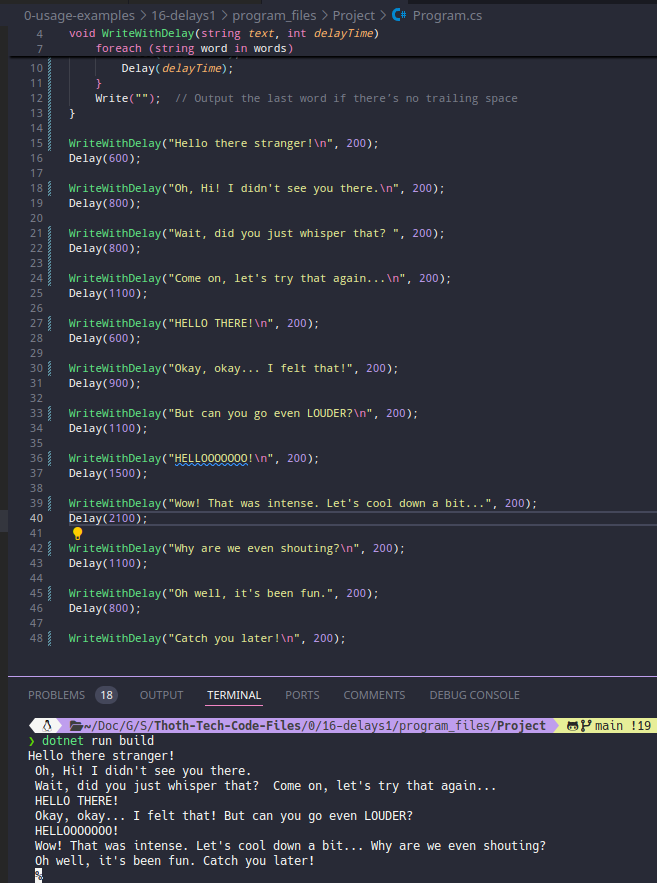 0-usage-examples > 16-delays1 > program_files > Project > C# Program.cs
4 void WriteWithDelay(string text, int delayTime)
7 foreach (string word in words)
10 Delay(delayTime);
11 }
12 Write(""); // Output the last word if there's no trailing space
13 }
14
15 WriteWithDelay("Hello there stranger!\n", 200);
16 Delay(600);
17
18 WriteWithDelay("Oh, Hi! I didn't see you there.\n", 200);
19 Delay(800);
20
21 WriteWithDelay("Wait, did you just whisper that? ", 200);
22 Delay(800);
23
24 WriteWithDelay("Come on, let's try that again...\n", 200);
25 Delay(1100);
26
27 WriteWithDelay("HELLO THERE!\n", 200);
28 Delay(600);
29
30 WriteWithDelay("Okay, okay... I felt that!", 200);
31 Delay(900);
32
33 WriteWithDelay("But can you go even LOUDER?\n", 200);
34 Delay(1100);
35
36 WriteWithDelay("HELLOOOOOOO!\n", 200);
37 Delay(1500);
38
39 WriteWithDelay("Wow! That was intense. Let's cool down a bit...", 200);
40 Delay(2100);
41
42 WriteWithDelay("Why are we even shouting?\n", 200);
43 Delay(1100);
44
45 WriteWithDelay("Oh well, it's been fun.", 200);
46 Delay(800);
47
48 WriteWithDelay("Catch you later!\n", 200);
PROBLEMS 18 OUTPUT TERMINAL PORTS COMMENTS DEBUG CONSOLE
~/Doc/G/S/Thoth-Tech-Code-Files/0/16-delays1/program_files/Project main !19
❯ dotnet run build
Hello there stranger!
Oh, Hi! I didn't see you there.
Wait, did you just whisper that?  Come on, let's try that again...
HELLO THERE!
Okay, okay... I felt that! But can you go even LOUDER?
HELLOOOOOOO!
Wow! That was intense. Let's cool down a bit... Why are we even shouting?
Oh well, it's been fun. Catch you later!
%